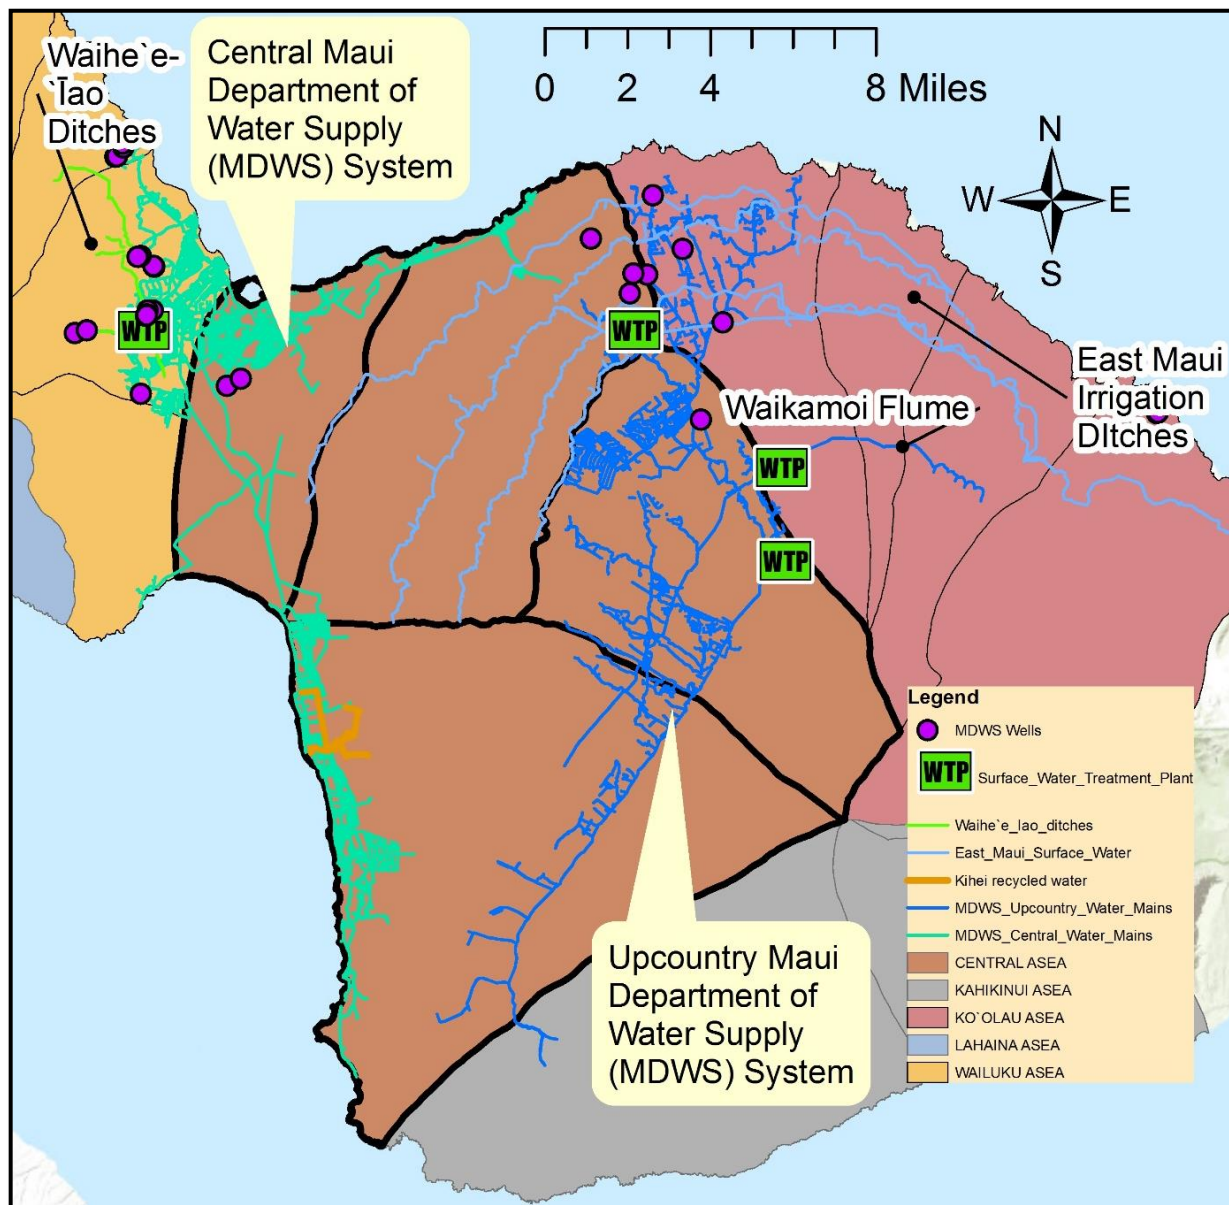 Waihe`e-
`Īao
Ditches
Central Maui
Department of
Water Supply
(MDWS) System
0 2 4 8 Miles
N
W E
S
WTP
WTP
Waikamoi Flume
East Maui
Irrigation
DItches
WTP
WTP
Upcountry Maui
Department of
Water Supply
(MDWS) System
Legend
MDWS Wells
WTP Surface_Water_Treatment_Plant
Waihe`e_Iao_ditches
East_Maui_Surface_Water
Kihei recycled water
MDWS_Upcountry_Water_Mains
MDWS_Central_Water_Mains
CENTRAL ASEA
KAHIKINUI ASEA
KO`OLAU ASEA
LAHAINA ASEA
WAILUKU ASEA